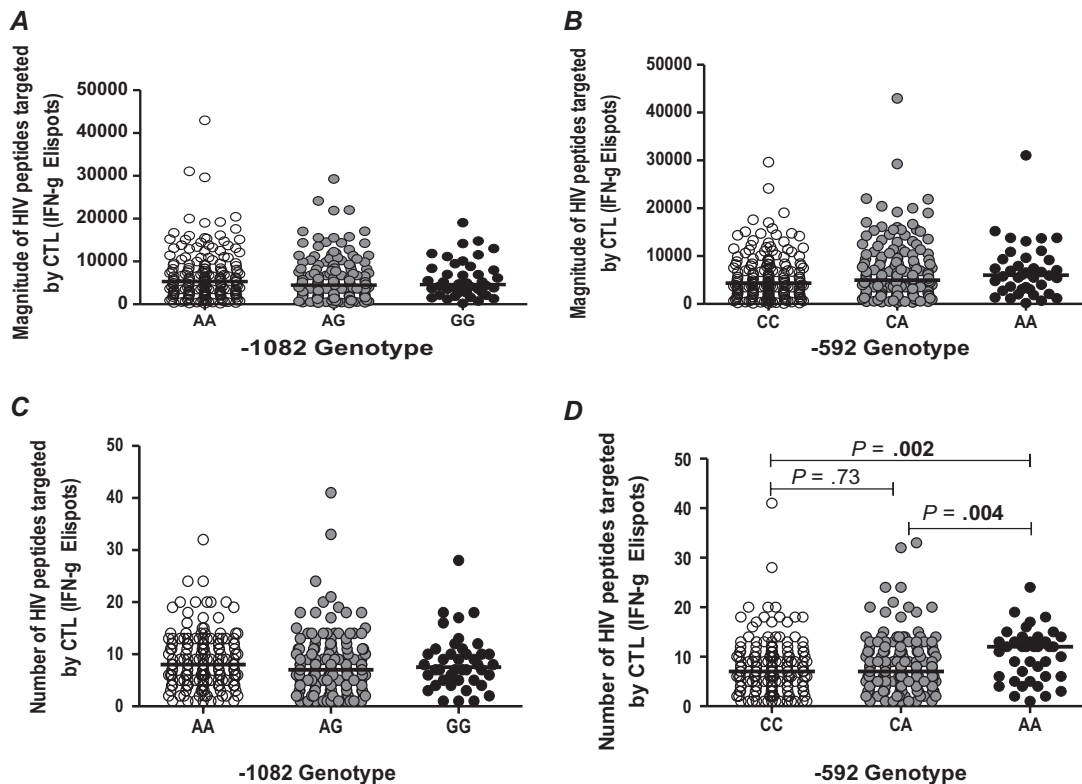 A
Magnitude of HIV peptides targeted
by CTL (IFN-g Elispots)
50000
40000
30000
20000
10000
0
AA AG GG
-1082 Genotype
B
Magnitude of HIV peptides targeted
by CTL (IFN-g Elispots)
50000
40000
30000
20000
10000
0
CC CA AA
-592 Genotype
C
Number of HIV peptides targeted
by CTL (IFN-g Elispots)
50
40
30
20
10
0
AA AG GG
-1082 Genotype
D
Number of HIV peptides targeted
by CTL (IFN-g Elispots)
50
40
30
20
10
0
P = .002
P = .73
P = .004
CC CA AA
-592 Genotype